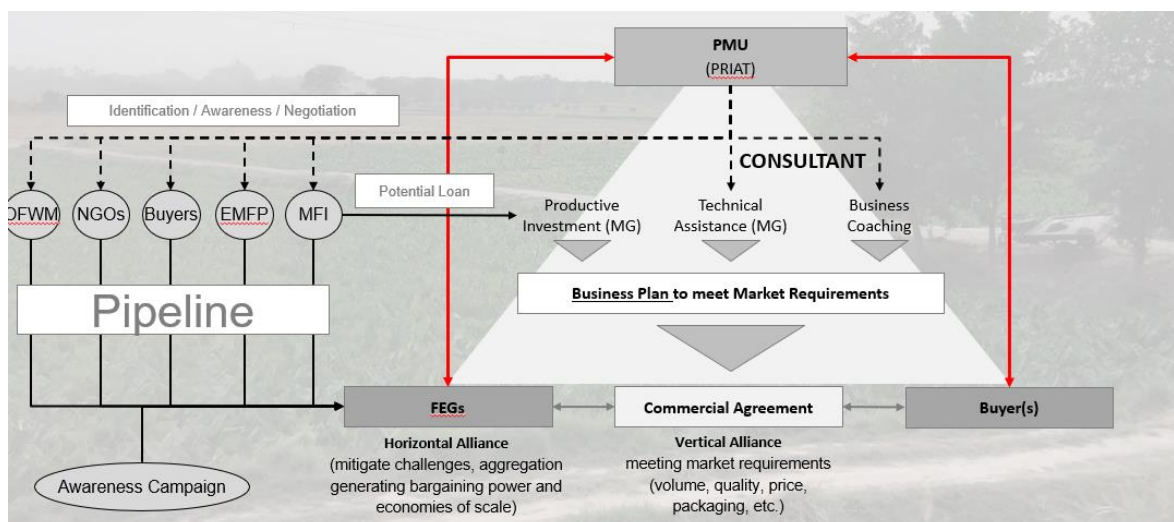 PMU
(PRIAT)
Identification / Awareness / Negotiation
CONSULTANT
OFWM
NGOs
Buyers
EMFP
MFI
Potential Loan
Productive
Investment (MG)
Technical
Assistance (MG)
Business
Coaching
Business Plan to meet Market Requirements
Pipeline
FEGs
Commercial Agreement
Buyer(s)
Horizontal Alliance
(mitigate challenges, aggregation
generating bargaining power and
economies of scale)
Vertical Alliance
meeting market requirements
(volume, quality, price,
packaging, etc.)
Awareness Campaign